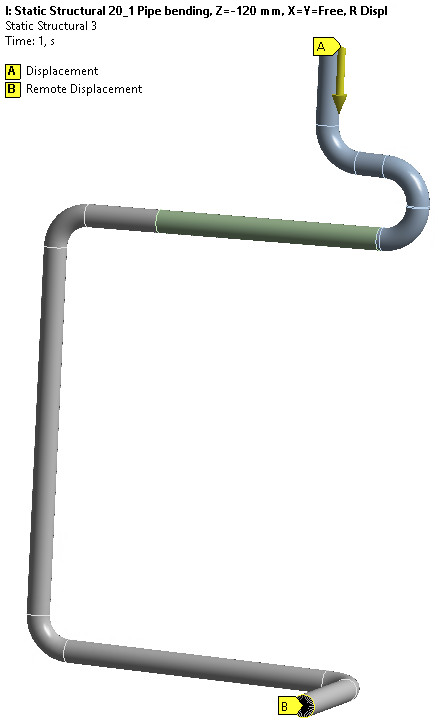 I: Static Structural 20_1 Pipe bending, Z=-120 mm, X=Y=Free, R Displ
Static Structural 3
Time: 1, s
A Displacement
B Remote Displacement
A
B